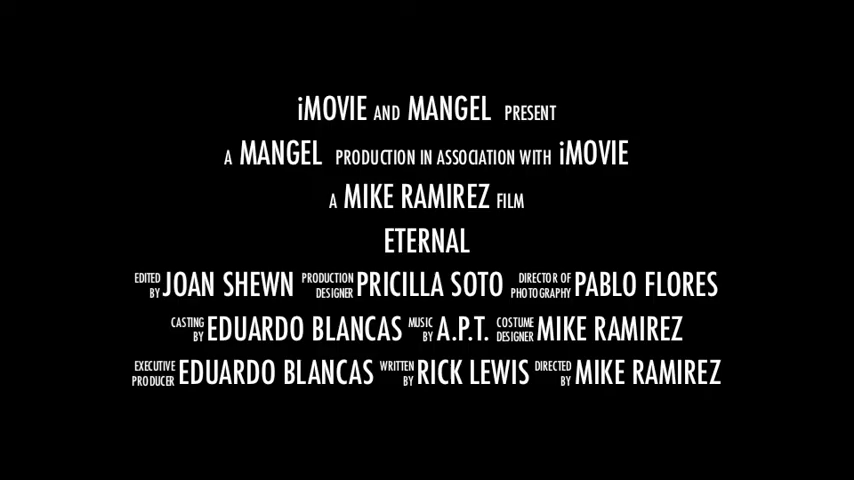 iMOVIE AND MANGEL PRESENT
A MANGEL PRODUCTION IN ASSOCIATION WITH iMOVIE
A MIKE RAMIREZ FILM
ETERNAL
EDITED BY JOAN SHEWN PRODUCTION DESIGNER PRICILLA SOTO DIRECTOR OF PHOTOGRAPHY PABLO FLORES
CASTING BY EDUARDO BLANCAS MUSIC BY A.P.T. COSTUME DESIGNER MIKE RAMIREZ
EXECUTIVE PRODUCER EDUARDO BLANCAS WRITTEN BY RICK LEWIS DIRECTED BY MIKE RAMIREZ